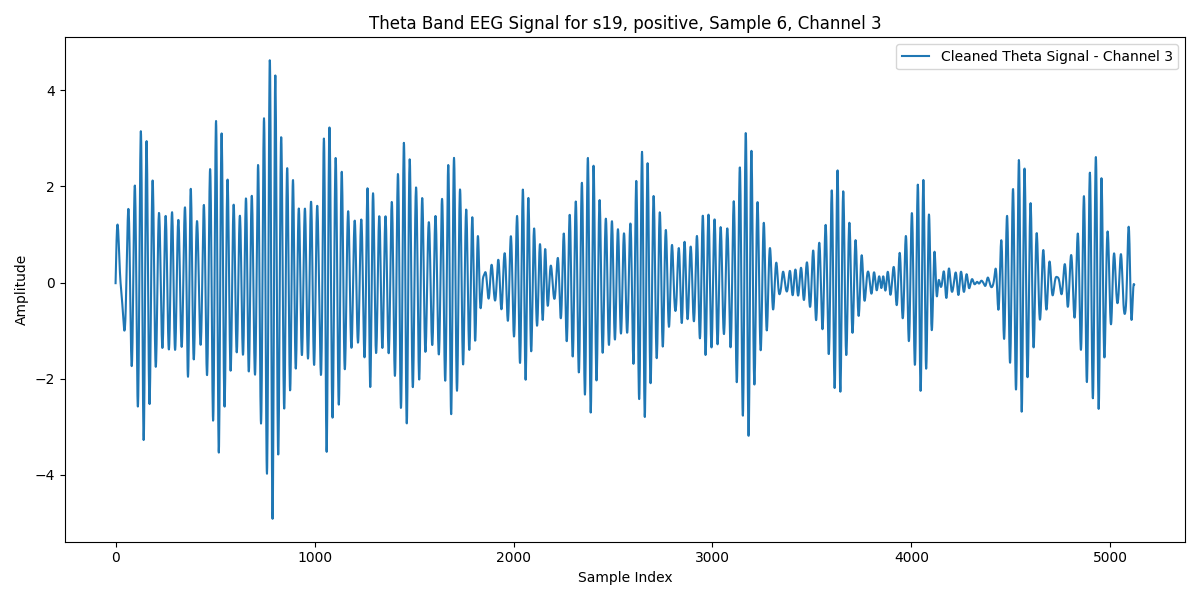 Theta Band EEG Signal for s19, positive, Sample 6, Channel 3
Cleaned Theta Signal - Channel 3
Amplitude
4
2
0
−2
−4
0 1000 2000 3000 4000 5000
Sample Index